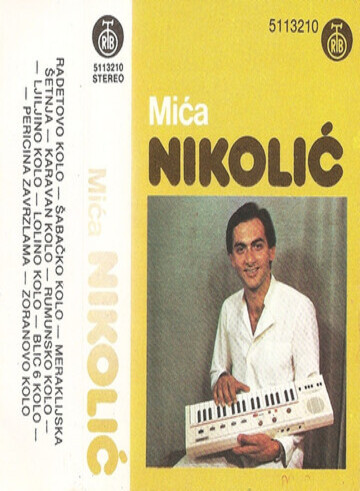 RTB
5113210
STEREO
RADETOVO KOLO — ŠABAČKO KOLO — MERAKLIJSKA
ŠETNJA — KARAVAN KOLO — RUMUNSKO KOLO —
— LJILJINO KOLO — LOLINO KOLO — BLIC 6 KOLO —
— PERICINA ZAVRZLAMA — ZORANOVO KOLO
Mića NIKOLIĆ
5113210
RTB
Mića
NIKOLIĆ